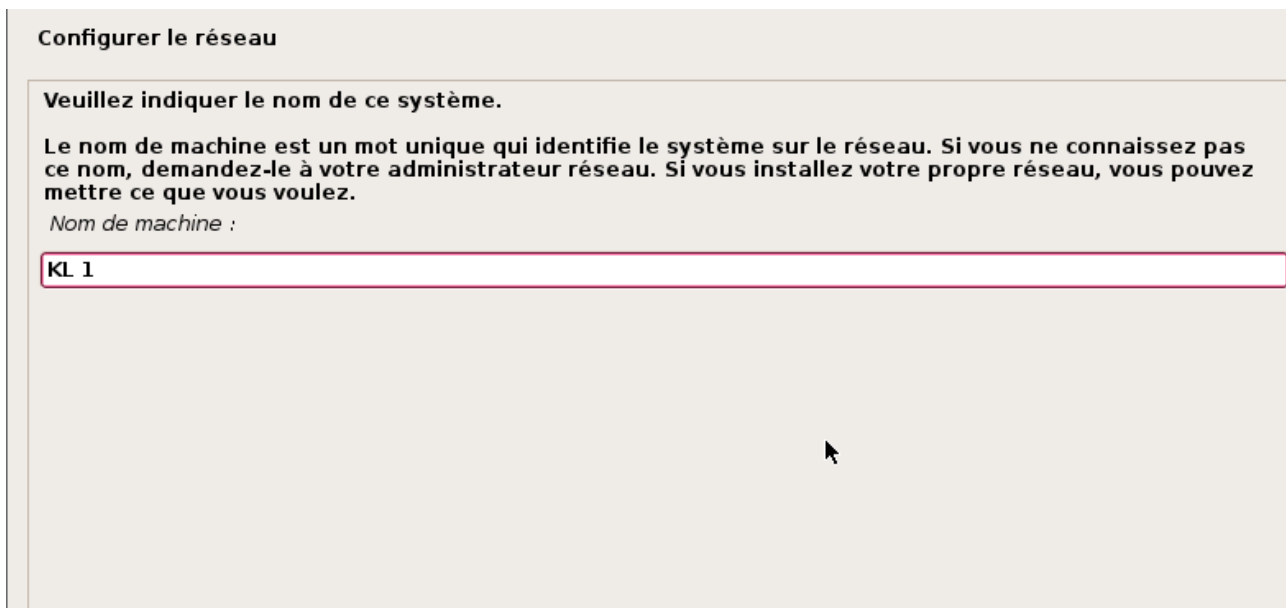 Configurer le réseau
Veuillez indiquer le nom de ce système.
Le nom de machine est un mot unique qui identifie le système sur le réseau. Si vous ne connaissez pas
ce nom, demandez-le à votre administrateur réseau. Si vous installez votre propre réseau, vous pouvez
mettre ce que vous voulez.
Nom de machine :
KL 1